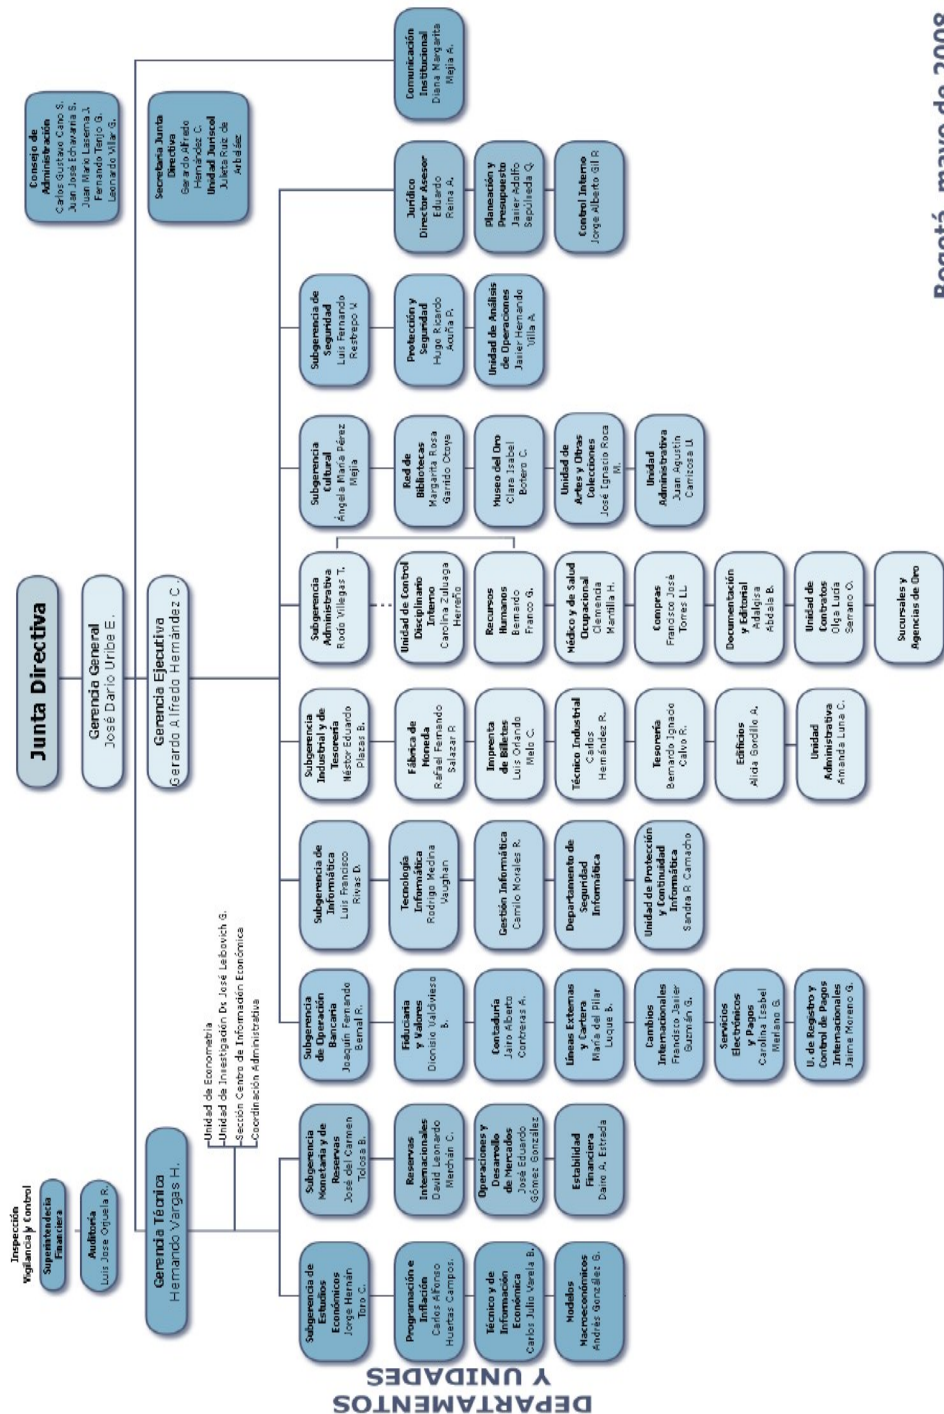 Inspección
Vigilancia y Control
Superintendecia
Financiera
Auditoría
Luis Jose Orjuela R.
Junta Directiva
Gerencia General
José Dario Uribe E.
Consejo de
Administración
Carlos Gustavo Cano S.
Juan José Echavarria S.
Juan Mario Laserna J.
Fernando Tenjo G.
Leonardo Villar G.
Gerencia Técnica
Hernando Vargas H.
Gerencia Ejecutiva
Gerardo Alfredo Hernández C.
Secretaria Junta
Directiva
Gerardo Alfredo
Hernández C.
Unidad Juriscol
Julieta Ruiz de
Arbeláez
Unidad de Econometría
Unidad de Investigación Dr José Leibovich G.
Sección Centro de Información Económica
Coordinación Administrativa
Subgerencia de
Estudios
Económicos
Jorge Hernán
Toro C.
Programación e
Inflación
Carlos Alfonso
Huertas Campos.
Técnico y de
Información
Económica
Carlos Julio Varela B.
Modelos
Macroeconómicos
Andrés González G.
Subgerencia
Monetaria y de
Reservas
José del Carmen
Tolosa B.
Reservas
Internacionales
David Leonardo
Merchán C.
Operaciones y
Desarrollo
de Mercados
José Eduardo
Gómez González
Estabilidad
Financiera
Dairo A. Estrada
Subgerencia
de Operación
Bancaria
Joaquín Fernando
Bernal R.
Fiduciaria
y Valores
Dionisio Valdivieso
B.
Contaduría
Jairo Alberto
Contreras A.
Líneas Externas
y Cartera
María del Pilar
Luque B.
Cambios
Internacionales
Francisco Javier
Guzmán G.
Servicios
Electrónicos
y Pagos
Carolina Isabel
Merlano G.
U. de Registro y
Control de Pagos
Internacionales
Jaime Moreno G.
Subgerencia de
Informática
Luis Francisco
Rivas D.
Tecnología
Informática
Rodrigo Medina
Vaughan
Gestión Informática
Camilo Morales R.
Departamento de
Seguridad
Informática
Unidad de Protección
y Continuidad
Informática
Sandra P. Camacho
Subgerencia
Industrial y de
Tesorería
Néstor Eduardo
Plazas B.
Fábrica de
Moneda
Rafael Fernando
Salazar P.
Imprenta
de Billetes
Luis Orlando
Melo C.
Técnico Industrial
Carlos
Hernández R.
Tesorería
Bernardo Ignacio
Calvo R.
Edificios
Alicia Gordillo A.
Unidad
Administrativa
Amanda Luna C.
Subgerencia
Administrativa
Rocío Villegas T.
Unidad de Control
Disciplinario
Interno
Carolina Zuluaga
Herreño
Recursos
Humanos
Bernardo
Franco G.
Médico y de Salud
Ocupacional
Clemencia
Mantilla H.
Compras
Francisco José
Torres LL.
Documentación
y Editorial
Adalgisa
Abdala B.
Unidad de
Contratos
Olga Lucía
Serrano O.
Sucursales y
Agencias de Oro
Subgerencia
Cultural
Ángela María Pérez
Mejía
Red de
Bibliotecas
Margarita Rosa
Garrido Otoya
Museo del Oro
Clara Isabel
Botero C.
Unidad de
Artes y Otras
Colecciones
José Ignacio Roca
M.
Unidad
Administrativa
Juan Agustín
Carrizosa U.
Subgerencia de
Seguridad
Luis Fernando
Restrepo V.
Protección y
Seguridad
Hugo Ricardo
Acuña P.
Unidad de Análisis
de Operaciones
Javier Hernando
Villa A.
Jurídico
Director Asesor
Eduardo
Reina A.
Planeación y
Presupuesto
Javier Adolfo
Sepúlveda Q.
Control Interno
Jorge Alberto Gil P.
Comunicación
Institucional
Diana Margarita
Mejía A.
DEPARTAMENTOS
Y UNIDADES
Bogotá, mayo de 2008